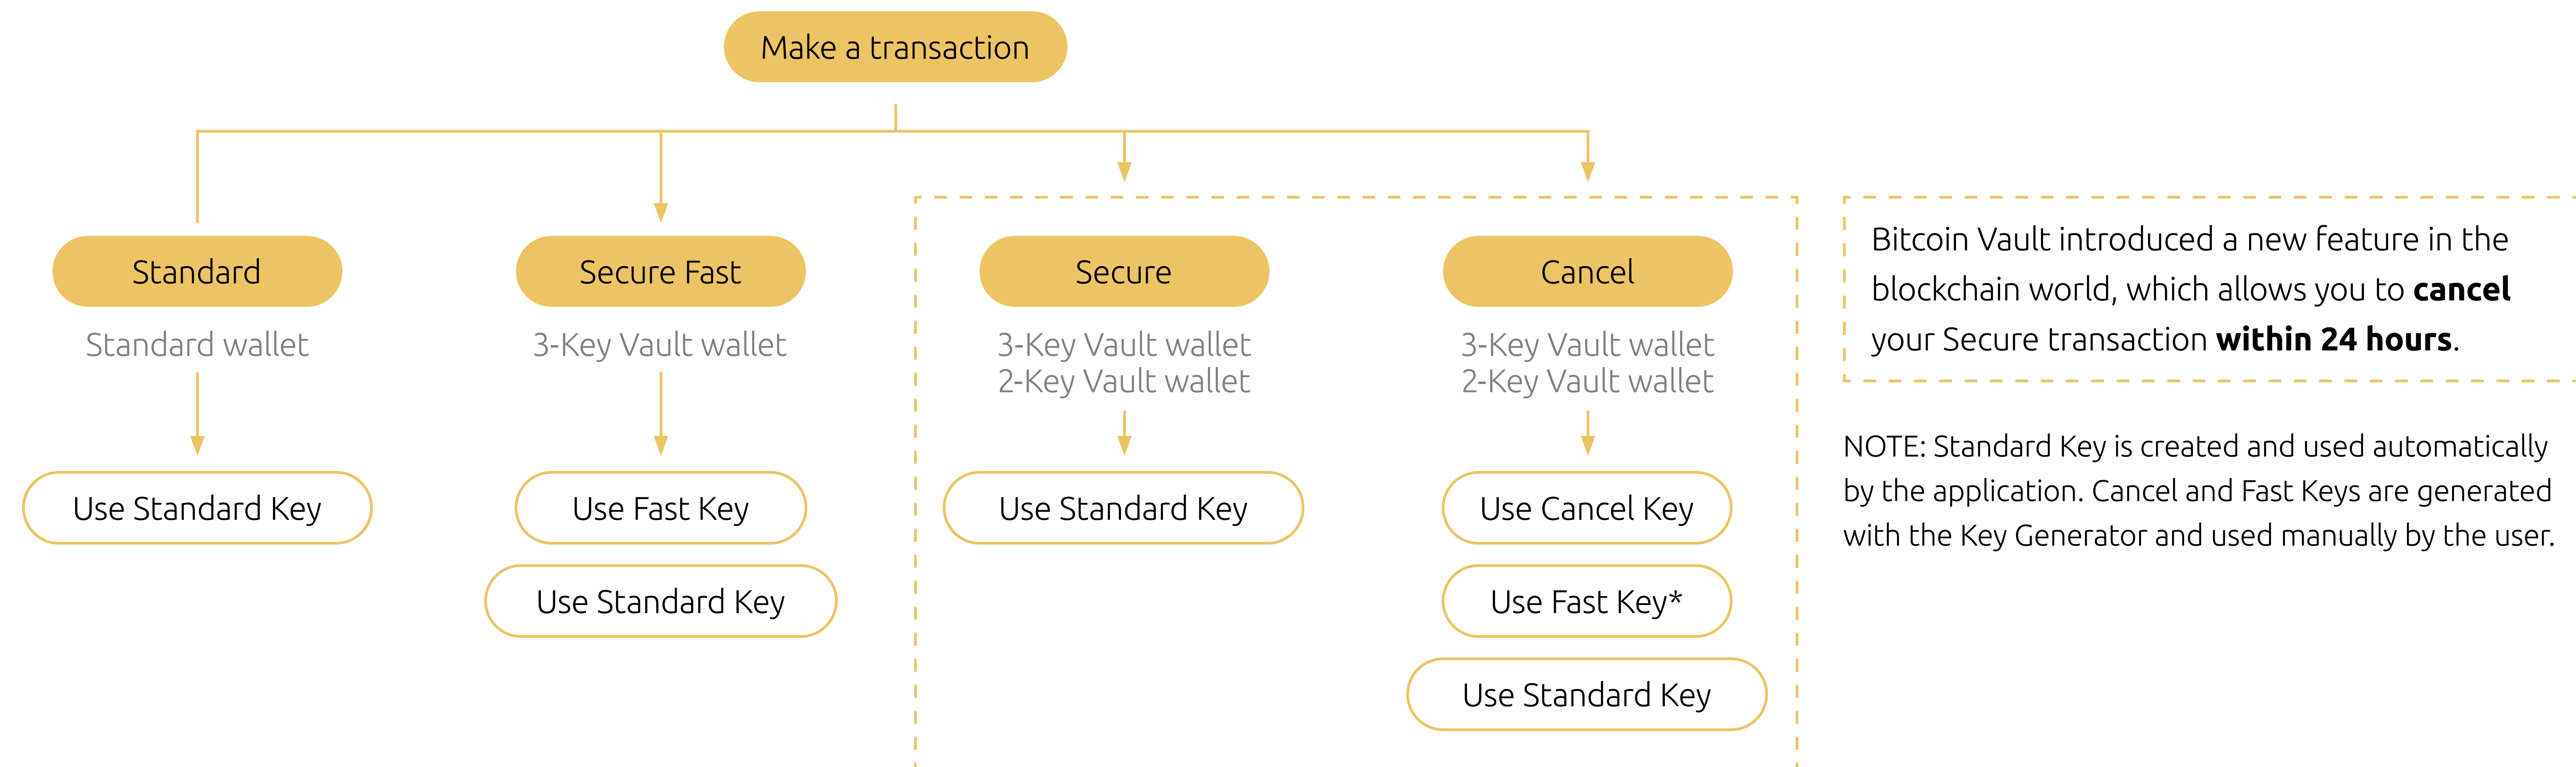 Make a transaction
Standard
Standard wallet
Use Standard Key
Secure Fast
3-Key Vault wallet
Use Fast Key
Use Standard Key
Secure
3-Key Vault wallet
2-Key Vault wallet
Use Standard Key
Cancel
3-Key Vault wallet
2-Key Vault wallet
Use Cancel Key
Use Fast Key*
Use Standard Key
Bitcoin Vault introduced a new feature in the
blockchain world, which allows you to cancel
your Secure transaction within 24 hours.
NOTE: Standard Key is created and used automatically
by the application. Cancel and Fast Keys are generated
with the Key Generator and used manually by the user.